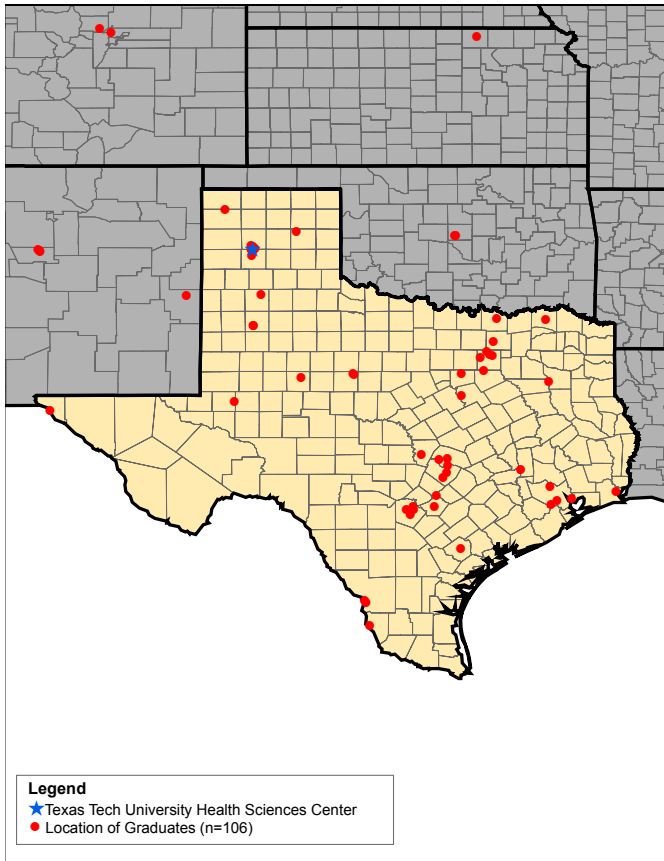 Legend
Texas Tech University Health Sciences Center
Location of Graduates (n=106)